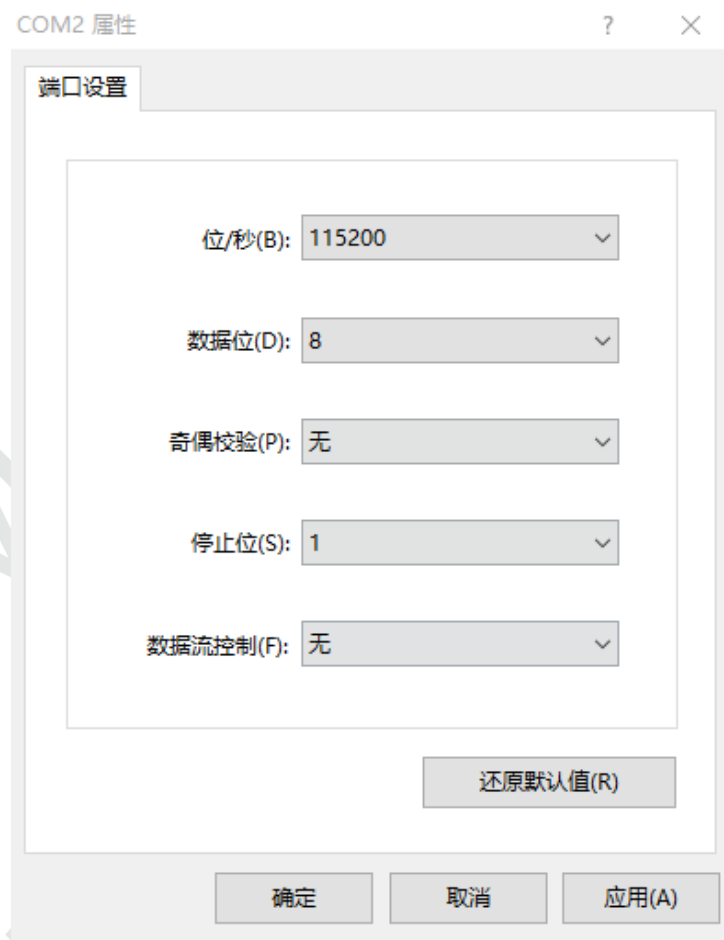 COM2 属性
端口设置
位/秒(B): 115200
数据位(D): 8
奇偶校验(P): 无
停止位(S): 1
数据流控制(F): 无
还原默认值(R)
确定 取消 应用(A)